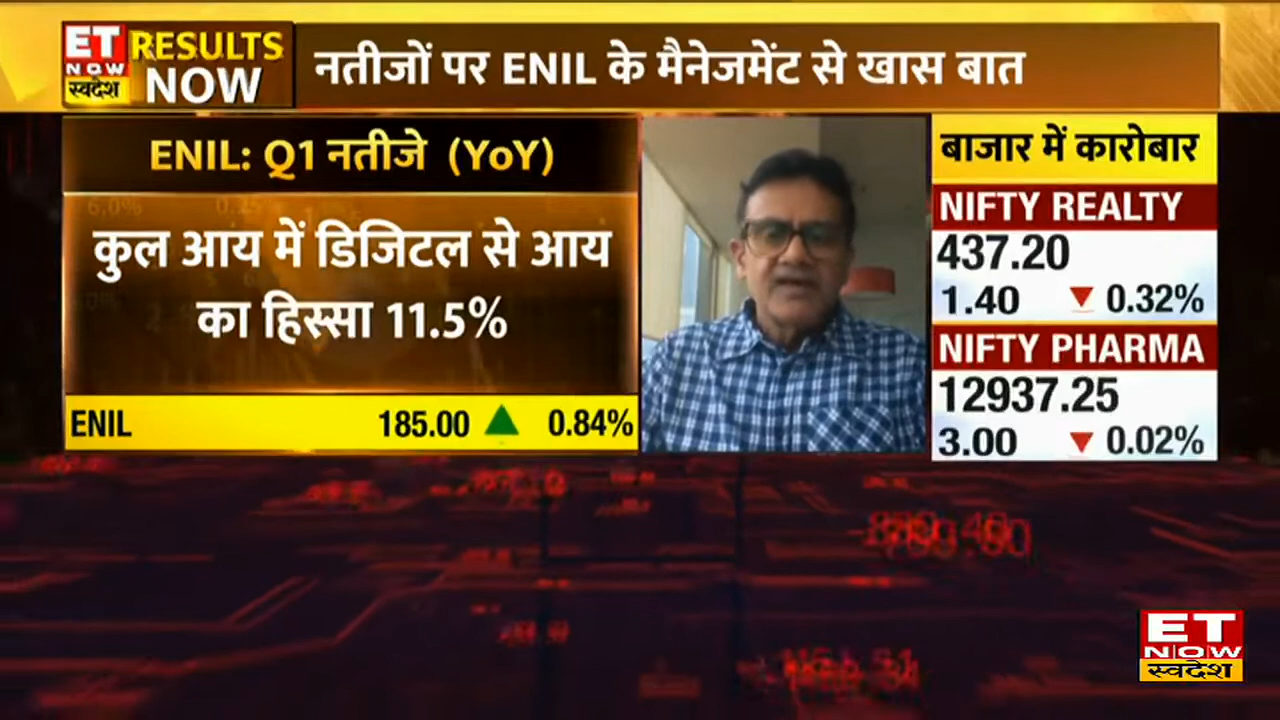 ET NOW स्वदेश
RESULTS NOW
नतीजों पर ENIL के मैनेजमेंट से खास बात
ENIL: Q1 नतीजे (YoY)
कुल आय में डिजिटल से आय
का हिस्सा 11.5%
ENIL 185.00 ▲ 0.84%
बाजार में कारोबार
NIFTY REALTY
437.20
1.40 ▼ 0.32%
NIFTY PHARMA
12937.25
3.00 ▼ 0.02%
ET
NOW
स्वदेश